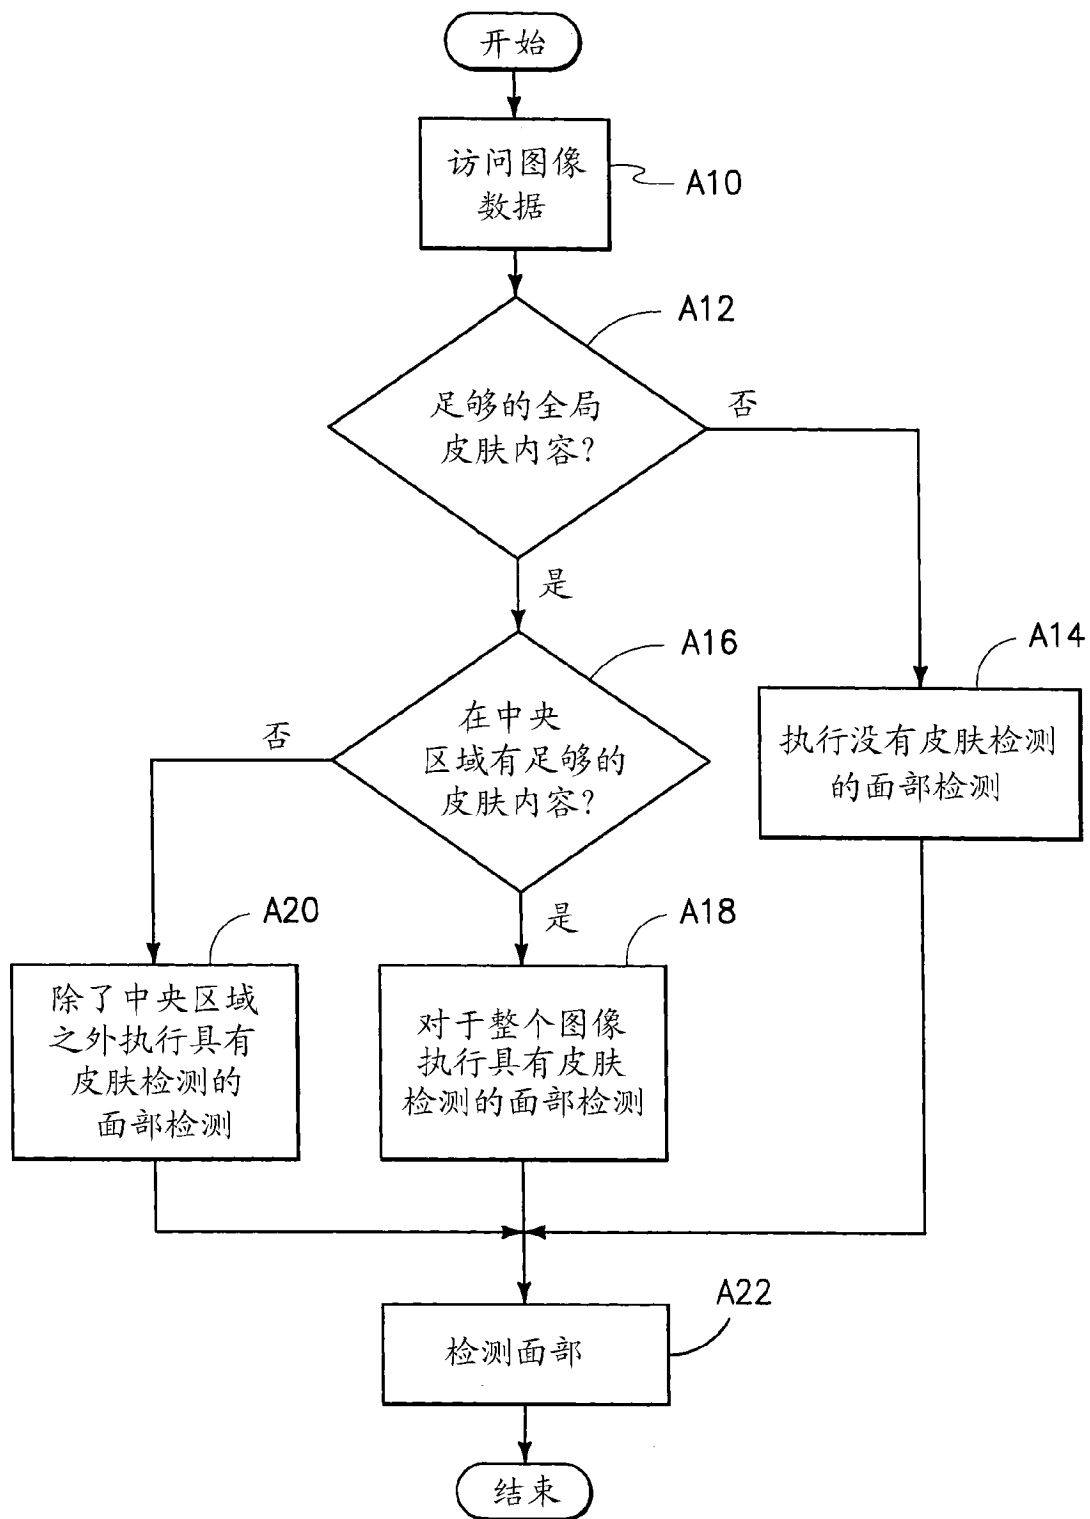 开始
访问图像
数据
A10
A12
足够的全局
皮肤内容?
否
是
A16
在中央
区域有足够的
皮肤内容?
否
A14
执行没有皮肤检测
的面部检测
是
A20
除了中央区域
之外执行具有
皮肤检测的
面部检测
A18
对于整个图像
执行具有皮肤
检测的面部检测
A22
检测面部
结束